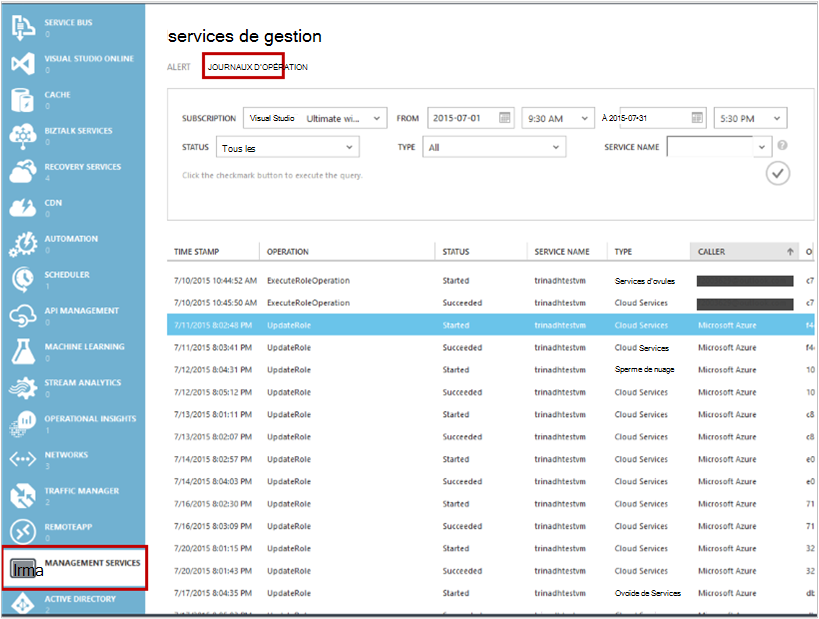 SERVICE BUS
0
VISUAL STUDIO ONLINE
0
CACHE
0
BIZTALK SERVICES
0
RECOVERY SERVICES
4
CDN
0
AUTOMATION
0
SCHEDULER
1
API MANAGEMENT
0
MACHINE LEARNING
0
STREAM ANALYTICS
0
OPERATIONAL INSIGHTS
1
NETWORKS
3
TRAFFIC MANAGER
2
REMOTEAPP
0
Irma MANAGEMENT SERVICES
ACTIVE DIRECTORY
2
services de gestion
ALERT JOURNAUX D'OPÉRATION
SUBSCRIPTION Visual Studio Ultimate wi... FROM 2015-07-01 9:30 AM À 2015-07-31 5:30 PM
STATUS Tous les TYPE All SERVICE NAME ?
Click the checkmark button to execute the query.
TIME STAMP OPERATION STATUS SERVICE NAME TYPE CALLER O
7/10/2015 10:44:52 AM ExecuteRoleOperation Started trinadhtestvm Services d'ovules c7
7/10/2015 10:45:50 AM ExecuteRoleOperation Succeeded trinadhtestvm Cloud Services c7
7/11/2015 8:02:48 PM UpdateRole Started trinadhtestvm Cloud Services Microsoft Azure f4
7/11/2015 8:03:41 PM UpdateRole Succeeded trinadhtestvm Cloud Services Microsoft Azure f4
7/12/2015 8:04:31 PM UpdateRole Started trinadhtestvm Sperme de nuage Microsoft Azure 10
7/12/2015 8:05:12 PM UpdateRole Succeeded trinadhtestvm Cloud Services Microsoft Azure 10
7/13/2015 8:01:11 PM UpdateRole Started trinadhtestvm Cloud Services Microsoft Azure c8
7/13/2015 8:02:07 PM UpdateRole Succeeded trinadhtestvm Cloud Services Microsoft Azure c8
7/14/2015 8:02:57 PM UpdateRole Started trinadhtestvm Cloud Services Microsoft Azure e0
7/14/2015 8:04:03 PM UpdateRole Succeeded trinadhtestvm Cloud Services Microsoft Azure e0
7/16/2015 8:02:30 PM UpdateRole Started trinadhtestvm Cloud Services Microsoft Azure 71
7/16/2015 8:03:09 PM UpdateRole Succeeded trinadhtestvm Cloud Services Microsoft Azure 71
7/20/2015 8:01:15 PM UpdateRole Started trinadhtestvm Cloud Services Microsoft Azure 32
7/20/2015 8:01:43 PM UpdateRole Succeeded trinadhtestvm Cloud Services Microsoft Azure 32
7/17/2015 8:04:35 PM UpdateRole Started trinadhtestvm Ovoïde de Services Microsoft Azure db